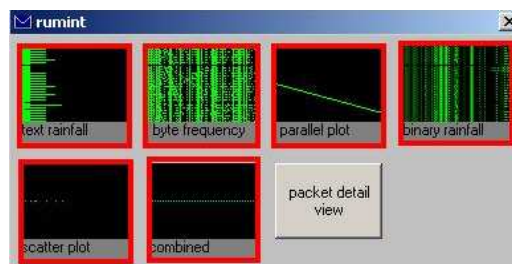 rumint
text rainfall
byte frequency
parallel plot
binary rainfall
scatter plot
combined
packet detail
view